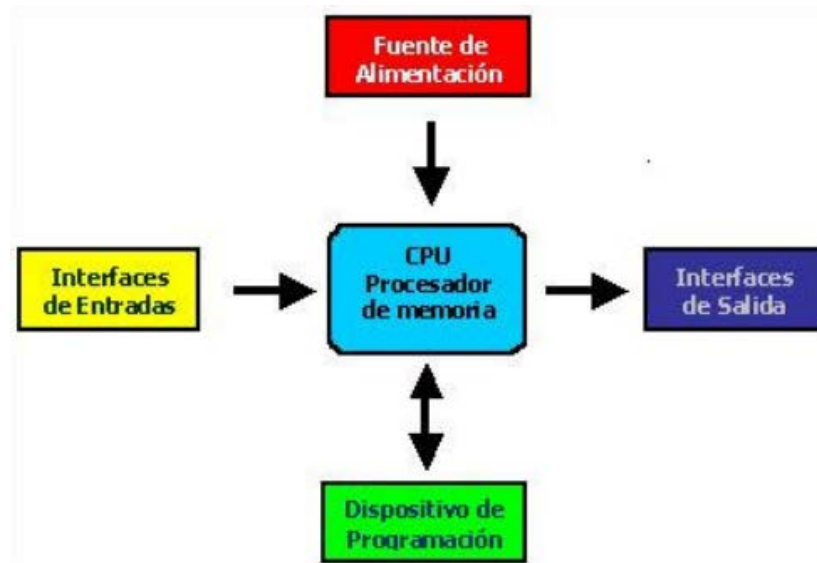 Fuente de
Alimentación
CPU
Procesador
de memoria
Interfaces
de Entradas
Interfaces
de Salida
Dispositivo de
Programación